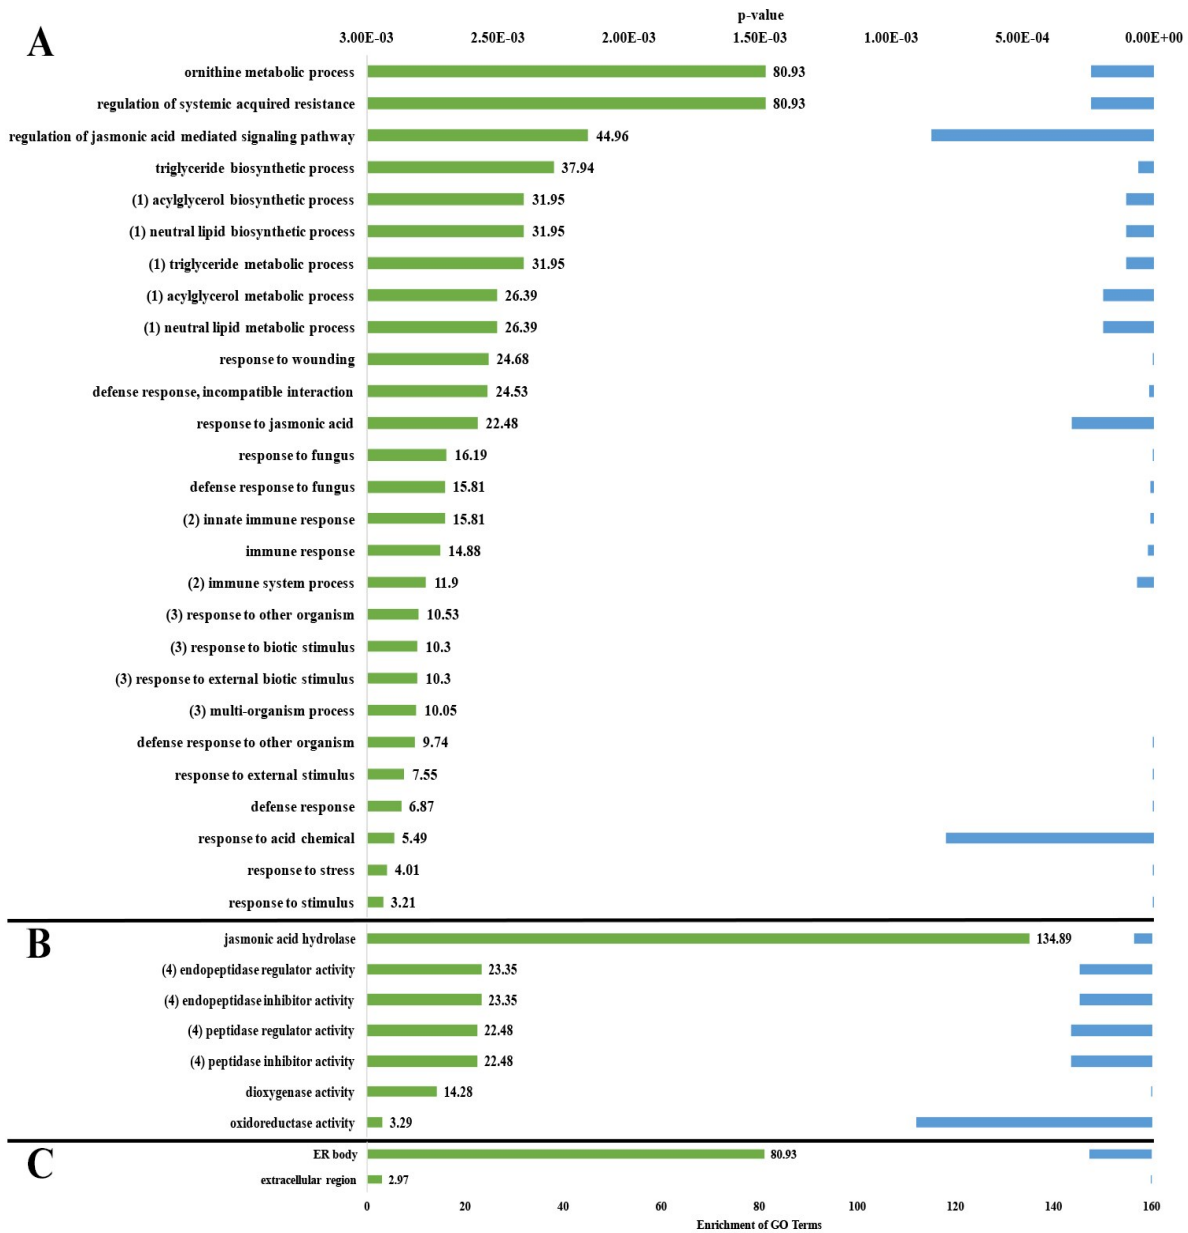 p-value
A
3.00E-03 2.50E-03 2.00E-03 1.50E-03 1.00E-03 5.00E-04 0.00E+00
ornithine metabolic process 80.93
regulation of systemic acquired resistance 80.93
regulation of jasmonic acid mediated signaling pathway 44.96
triglyceride biosynthetic process 37.94
(1) acylglycerol biosynthetic process 31.95
(1) neutral lipid biosynthetic process 31.95
(1) triglyceride metabolic process 31.95
(1) acylglycerol metabolic process 26.39
(1) neutral lipid metabolic process 26.39
response to wounding 24.68
defense response, incompatible interaction 24.53
response to jasmonic acid 22.48
response to fungus 16.19
defense response to fungus 15.81
(2) innate immune response 15.81
immune response 14.88
(2) immune system process 11.9
(3) response to other organism 10.53
(3) response to biotic stimulus 10.3
(3) response to external biotic stimulus 10.3
(3) multi-organism process 10.05
defense response to other organism 9.74
response to external stimulus 7.55
defense response 6.87
response to acid chemical 5.49
response to stress 4.01
response to stimulus 3.21
B
jasmonic acid hydrolase 134.89
(4) endopeptidase regulator activity 23.35
(4) endopeptidase inhibitor activity 23.35
(4) peptidase regulator activity 22.48
(4) peptidase inhibitor activity 22.48
dioxygenase activity 14.28
oxidoreductase activity 3.29
C
ER body 80.93
extracellular region 2.97
0 20 40 60 80 100 120 140 160
Enrichment of GO Terms